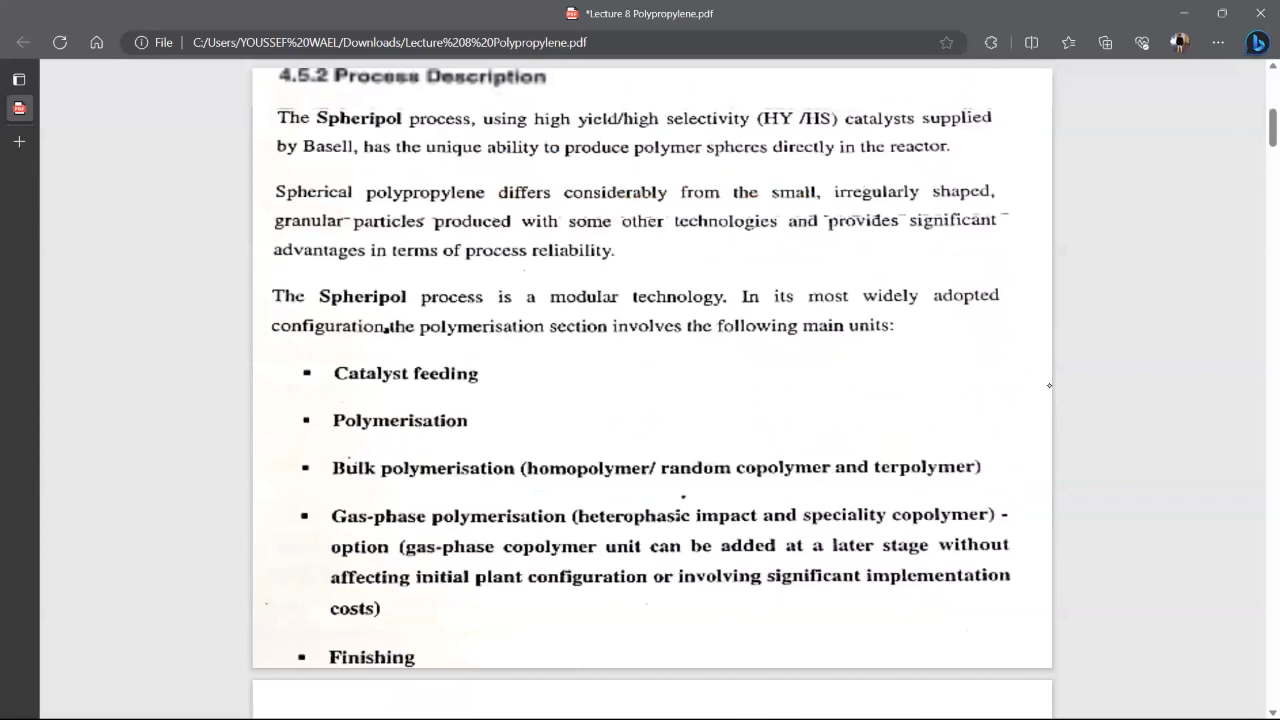 *Lecture 8 Polypropylene.pdf
File
C:/Users/YOUSSEF%20WAEL/Downloads/Lecture%208%20Polypropylene.pdf
4.5.2 Process Description
The Spheripol process, using high yield/high selectivity (HY /HS) catalysts supplied
by Basell, has the unique ability to produce polymer spheres directly in the reactor.
Spherical polypropylene differs considerably from the small, irregularly shaped,
granular particles produced with some other technologies and provides significant
advantages in terms of process reliability.
The Spheripol process is a modular technology. In its most widely adopted
configuration, the polymerisation section involves the following main units:
▪ Catalyst feeding
▪ Polymerisation
▪ Bulk polymerisation (homopolymer/ random copolymer and terpolymer)
▪ Gas-phase polymerisation (heterophasic impact and speciality copolymer) -
option (gas-phase copolymer unit can be added at a later stage without
affecting initial plant configuration or involving significant implementation
costs)
▪ Finishing